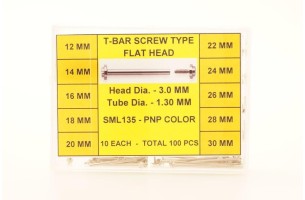 T-BAR SCREW TYPE
FLAT HEAD
12 MM
14 MM
16 MM
18 MM
20 MM
Head Dia. - 3.0 MM
Tube Dia. - 1.30 MM
SML135 - PNP COLOR
10 EACH - TOTAL 100 PCS
22 MM
24 MM
26 MM
28 MM
30 MM